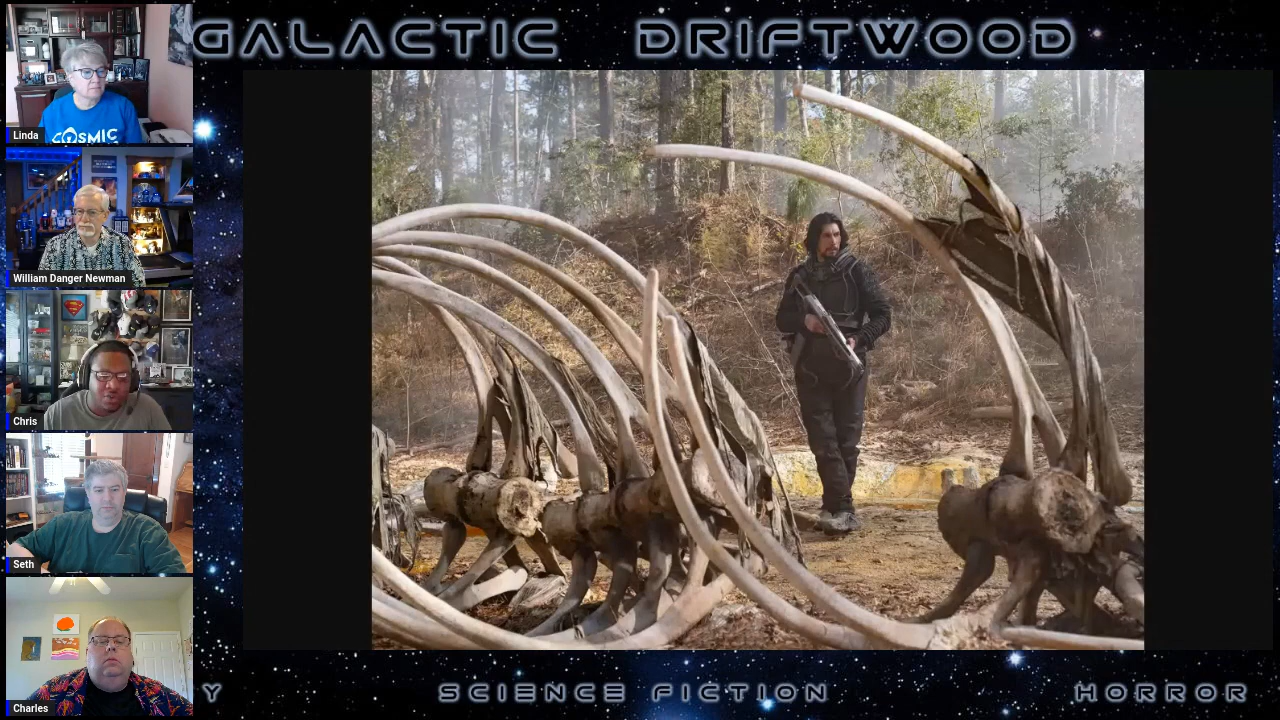 GALACTIC DRIFTWOOD
Linda
COSMIC
William Danger Newman
Chris
Seth
Charles
Y SCIENCE FICTION HORROR